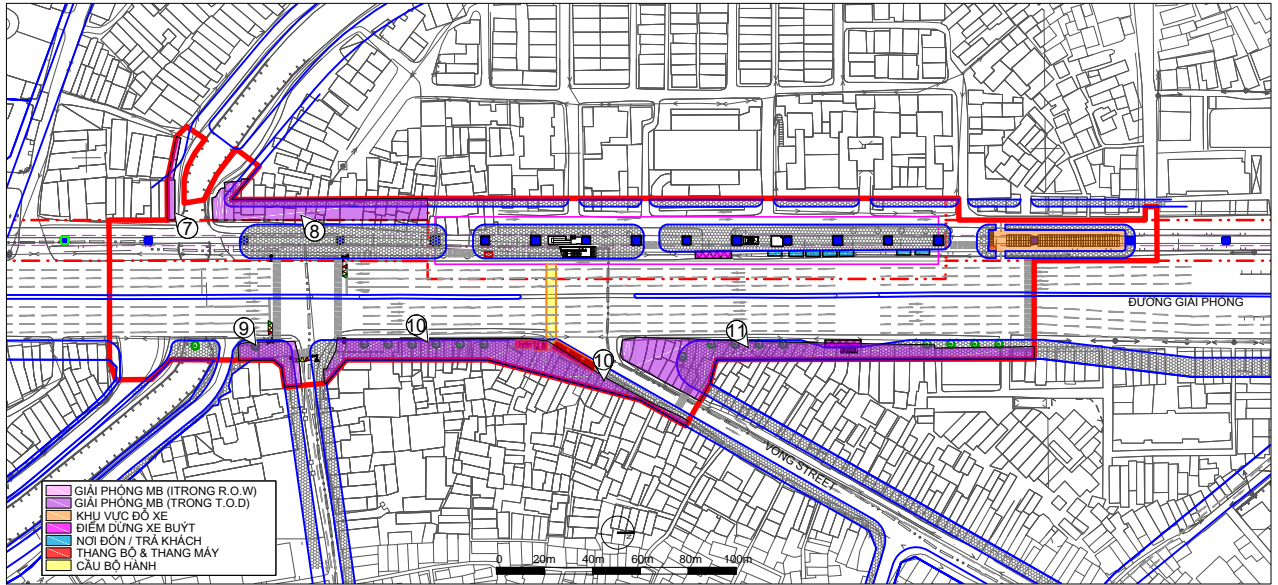 7
8
ĐƯỜNG GIẢI PHÓNG
9
10
11
10
VONG STREET
GIẢI PHÓNG MB (ITRONG R.O.W)
GIẢI PHÓNG MB (TRONG T.O.D)
KHU VỰC ĐỖ XE
ĐIỂM DỪNG XE BUÝT
NƠI ĐÓN / TRẢ KHÁCH
THANG BỘ & THANG MÁY
CẦU BỘ HÀNH
0 20m 40m 60m 80m 100m